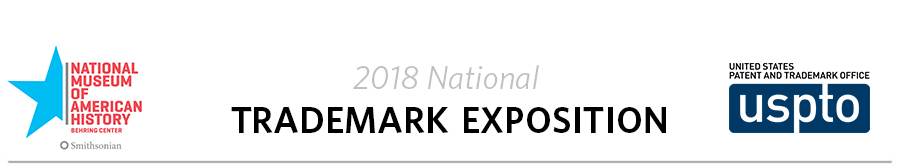 NATIONAL
MUSEUM
OF
AMERICAN
HISTORY
BEHRING CENTER
Smithsonian
2018 National
TRADEMARK EXPOSITION
UNITED STATES
PATENT AND TRADEMARK OFFICE
uspto